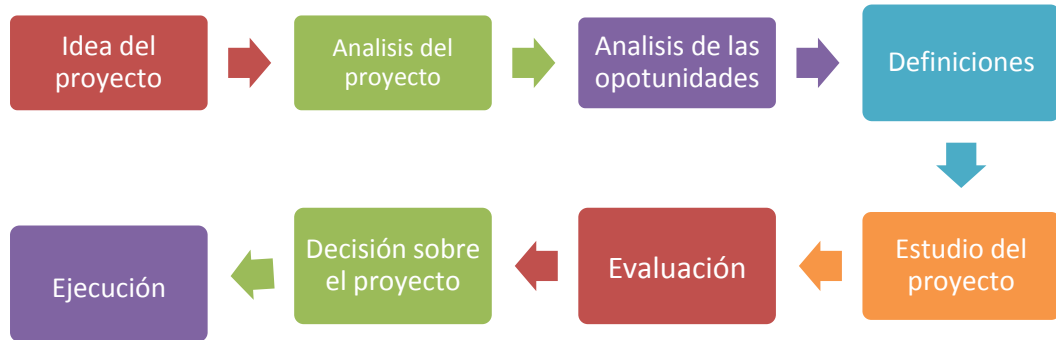 Idea del
proyecto
Analisis del
proyecto
Analisis de las
opotunidades
Definiciones
Estudio del
proyecto
Evaluación
Decisión sobre
el proyecto
Ejecución